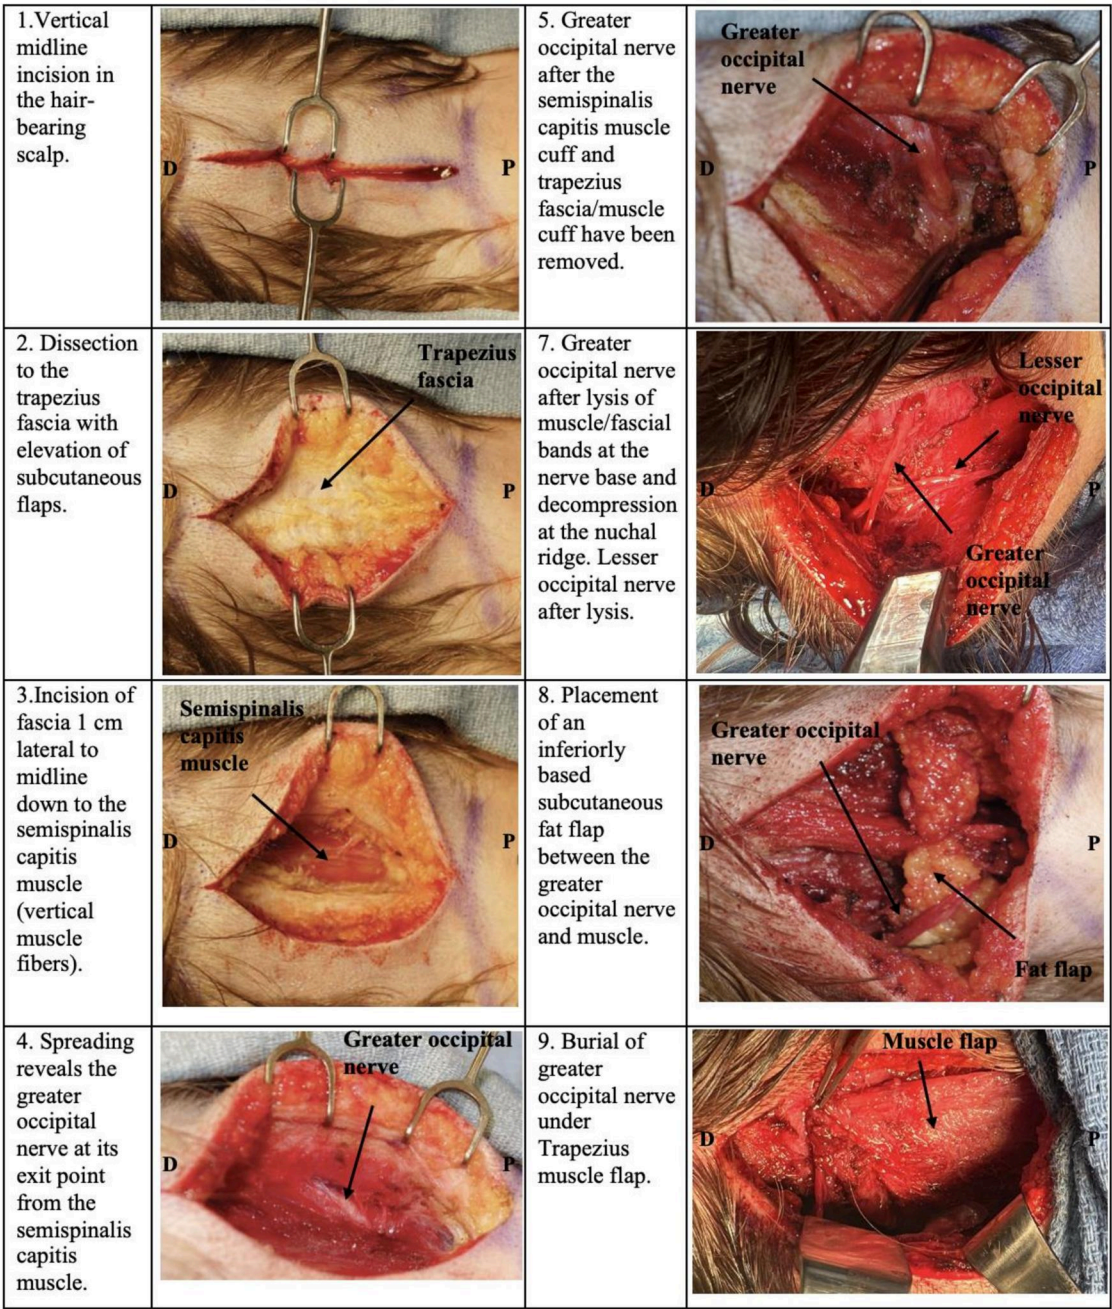 1.Vertical
midline
incision in
the hair-
bearing
scalp.
D
P
2. Dissection
to the
trapezius
fascia with
elevation of
subcutaneous
flaps.
Trapezius
fascia
D
P
3.Incision of
fascia 1 cm
lateral to
midline
down to the
semispinalis
capitis
muscle
(vertical
muscle
fibers).
Semispinalis
capitis
muscle
D
P
4. Spreading
reveals the
greater
occipital
nerve at its
exit point
from the
semispinalis
capitis
muscle.
Greater occipital
nerve
D
P
5. Greater
occipital nerve
after the
semispinalis
capitis muscle
cuff and
trapezius
fascia/muscle
cuff have been
removed.
Greater
occipital
nerve
D
P
7. Greater
occipital nerve
after lysis of
muscle/fascial
bands at the
nerve base and
decompression
at the nuchal
ridge. Lesser
occipital nerve
after lysis.
Lesser
occipital
nerve
D
P
Greater
occipital
nerve
8. Placement
of an
inferiorly
based
subcutaneous
fat flap
between the
greater
occipital nerve
and muscle.
Greater occipital
nerve
D
P
Fat flap
9. Burial of
greater
occipital nerve
under
Trapezius
muscle flap.
Muscle flap
D
P